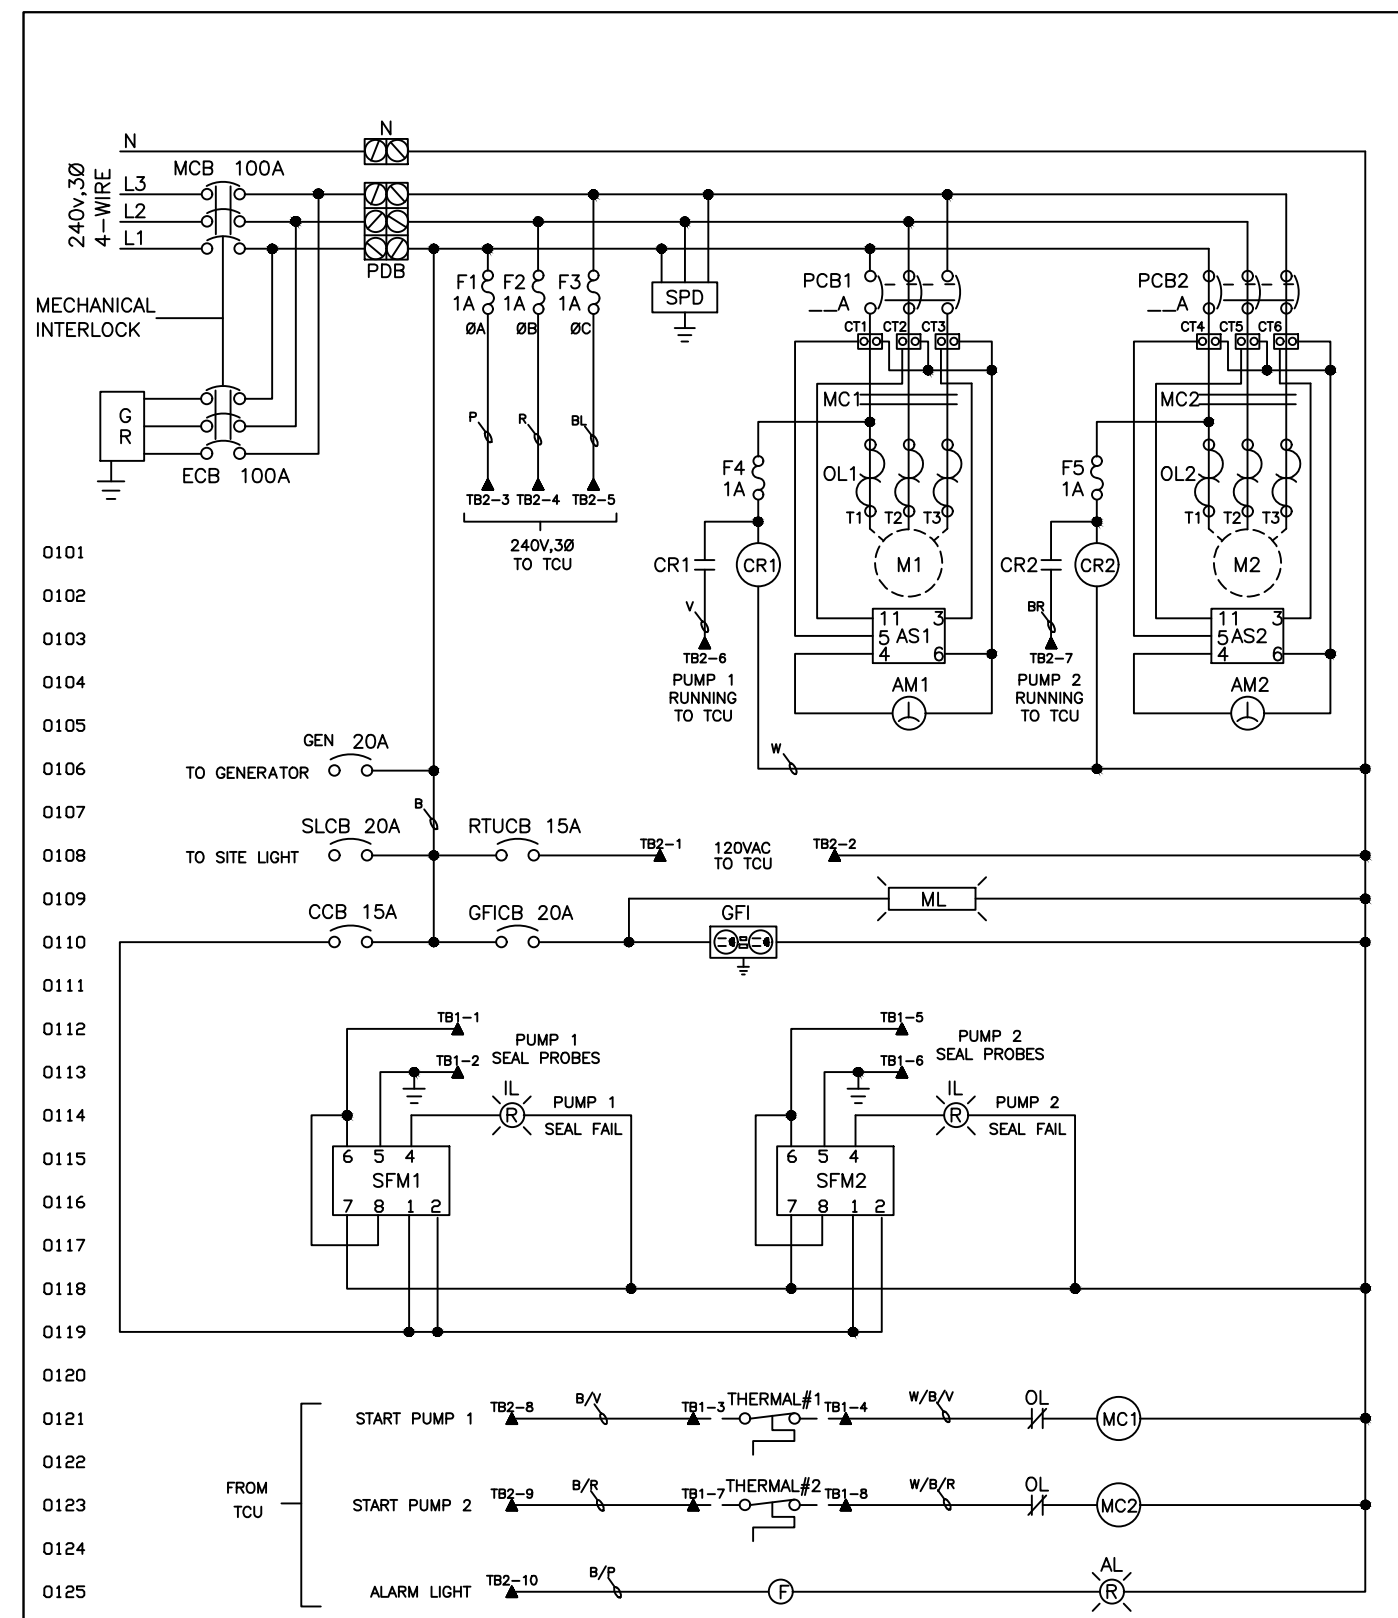 N
N
MCB 100A
L3
L2
L1
240v,3Ø
4-WIRE
PDB
MECHANICAL
INTERLOCK
G
R
ECB 100A
F1
1A
ØA
F2
1A
ØB
F3
1A
ØC
SPD
PCB1
__A
CT1
CT2
CT3
PCB2
__A
CT4
CT5
CT6
MC1
MC2
P
R
BL
TB2-3
TB2-4
TB2-5
240V,3Ø
TO TCU
F4
1A
OL1
T1
T2
T3
F5
1A
OL2
T1
T2
T3
CR1
CR1
M1
CR2
CR2
M2
V
TB2-6
PUMP 1
RUNNING
TO TCU
11
3
5
AS1
4
6
AM1
BR
TB2-7
PUMP 2
RUNNING
TO TCU
11
3
5
AS2
4
6
AM2
W
0101
0102
0103
0104
0105
0106
0107
0108
0109
0110
0111
0112
0113
0114
0115
0116
0117
0118
0119
0120
0121
0122
0123
0124
0125
GEN 20A
TO GENERATOR
B
SLCB 20A
TO SITE LIGHT
RTUCB 15A
TB2-1
120VAC
TO TCU
TB2-2
ML
CCB 15A
GFICB 20A
GFI
TB1-1
PUMP 1
SEAL PROBES
TB1-2
IL
R
PUMP 1
SEAL FAIL
6 5 4
SFM1
7 8 1 2
TB1-5
PUMP 2
SEAL PROBES
TB1-6
IL
R
PUMP 2
SEAL FAIL
6 5 4
SFM2
7 8 1 2
FROM
TCU
START PUMP 1
TB2-8
B/V
TB1-3
THERMAL#1
TB1-4
W/B/V
OL
MC1
START PUMP 2
TB2-9
B/R
TB1-7
THERMAL#2
TB1-8
W/B/R
OL
MC2
ALARM LIGHT
TB2-10
B/P
F
AL
R